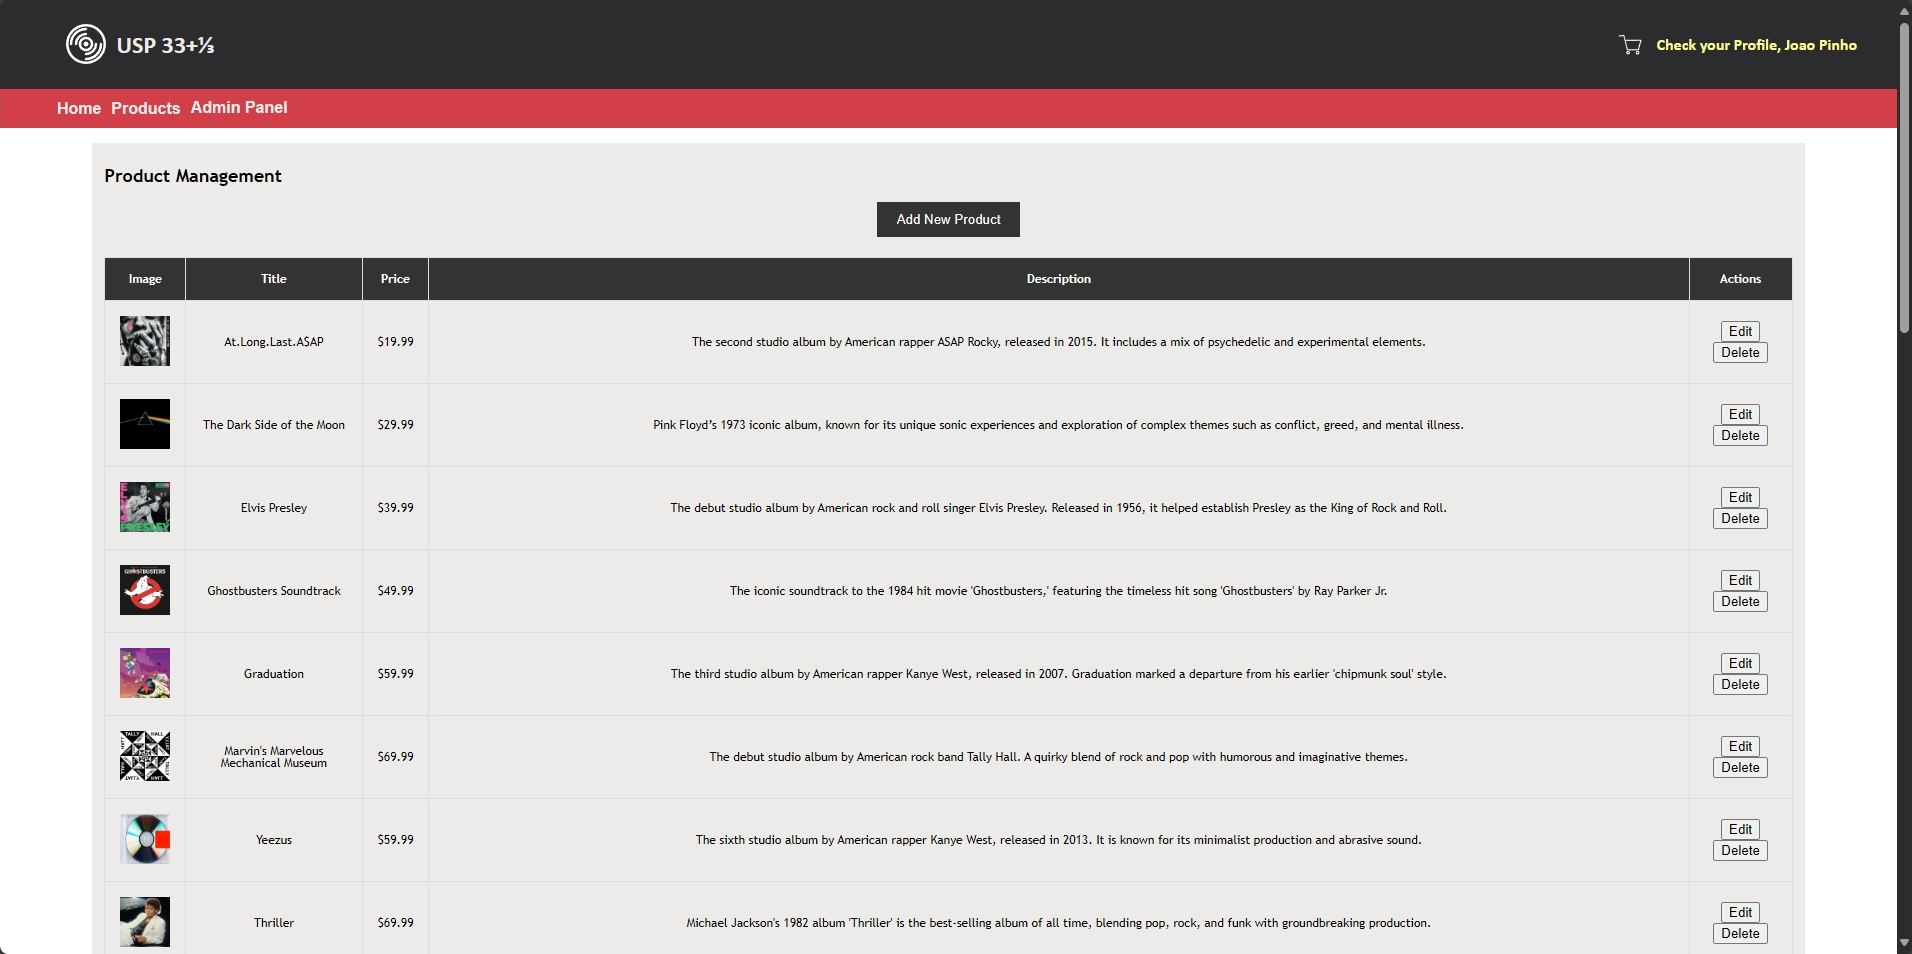 USP 33+⅓
Check your Profile, Joao Pinho
Home Products Admin Panel
Product Management
Add New Product
Image Title Price Description Actions
At.Long.Last.A$AP $19.99 The second studio album by American rapper ASAP Rocky, released in 2015. It includes a mix of psychedelic and experimental elements. Edit
Delete
The Dark Side of the Moon $29.99 Pink Floyd's 1973 iconic album, known for its unique sonic experiences and exploration of complex themes such as conflict, greed, and mental illness. Edit
Delete
ELVIS
PRESLEY
Elvis Presley $39.99 The debut studio album by American rock and roll singer Elvis Presley. Released in 1956, it helped establish Presley as the King of Rock and Roll. Edit
Delete
GHOSTBUSTERS
Ghostbusters Soundtrack $49.99 The iconic soundtrack to the 1984 hit movie 'Ghostbusters,' featuring the timeless hit song 'Ghostbusters' by Ray Parker Jr. Edit
Delete
Graduation $59.99 The third studio album by American rapper Kanye West, released in 2007. Graduation marked a departure from his earlier 'chipmunk soul' style. Edit
Delete
TALLY HALL
Marvin's Marvelous
Mechanical Museum $69.99 The debut studio album by American rock band Tally Hall. A quirky blend of rock and pop with humorous and imaginative themes. Edit
Delete
Yeezus $59.99 The sixth studio album by American rapper Kanye West, released in 2013. It is known for its minimalist production and abrasive sound. Edit
Delete
Thriller $69.99 Michael Jackson's 1982 album 'Thriller' is the best-selling album of all time, blending pop, rock, and funk with groundbreaking production. Edit
Delete